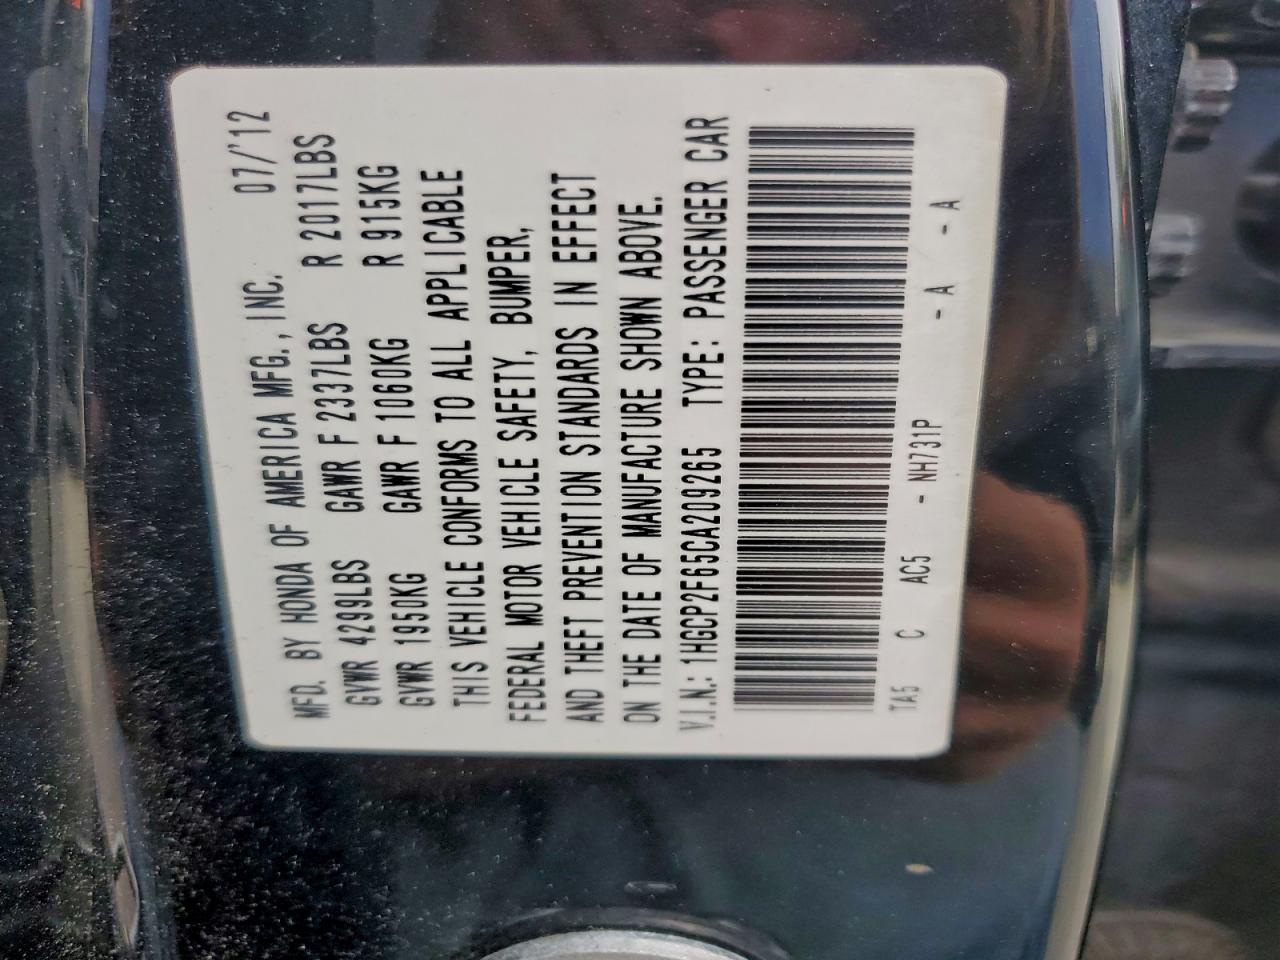 MFD. BY HONDA OF AMERICA MFG., INC. 07/'12
GVWR 4299LBS GAWR F 2337LBS R 2017LBS
GVWR 1950KG GAWR F 1060KG R 915KG
THIS VEHICLE CONFORMS TO ALL APPLICABLE
FEDERAL MOTOR VEHICLE SAFETY, BUMPER,
AND THEFT PREVENTION STANDARDS IN EFFECT
ON THE DATE OF MANUFACTURE SHOWN ABOVE.
V.I.N.: 1HGCP2F65CA209265 TYPE: PASSENGER CAR
TA5 C AC5 - NH731P - A - A